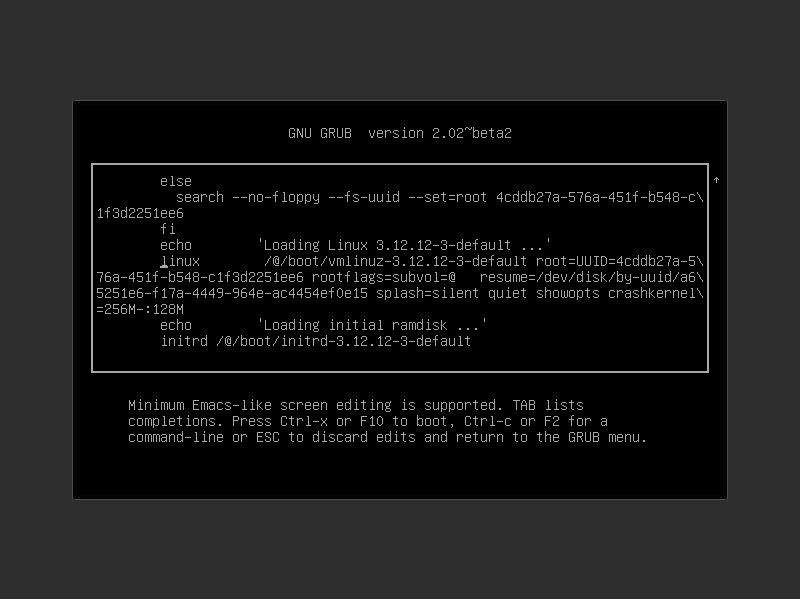 GNU GRUB  version 2.02~beta2
else
search --no-floppy --fs-uuid --set=root 4cddb27a-576a-451f-b548-c\
1f3d2251ee6
fi
echo        'Loading Linux 3.12.12-3-default ...'
linux        /@/boot/vmlinuz-3.12.12-3-default root=UUID=4cddb27a-5\
76a-451f-b548-c1f3d2251ee6 rootflags=subvol=@   resume=/dev/disk/by-uuid/a6\
5251e6-f17a-4449-964e-ac4454ef0e15 splash=silent quiet showopts crashkernel\
=256M-:128M
echo        'Loading initial ramdisk ...'
initrd /@/boot/initrd-3.12.12-3-default
Minimum Emacs-like screen editing is supported. TAB lists
completions. Press Ctrl-x or F10 to boot, Ctrl-c or F2 for a
command-line or ESC to discard edits and return to the GRUB menu.